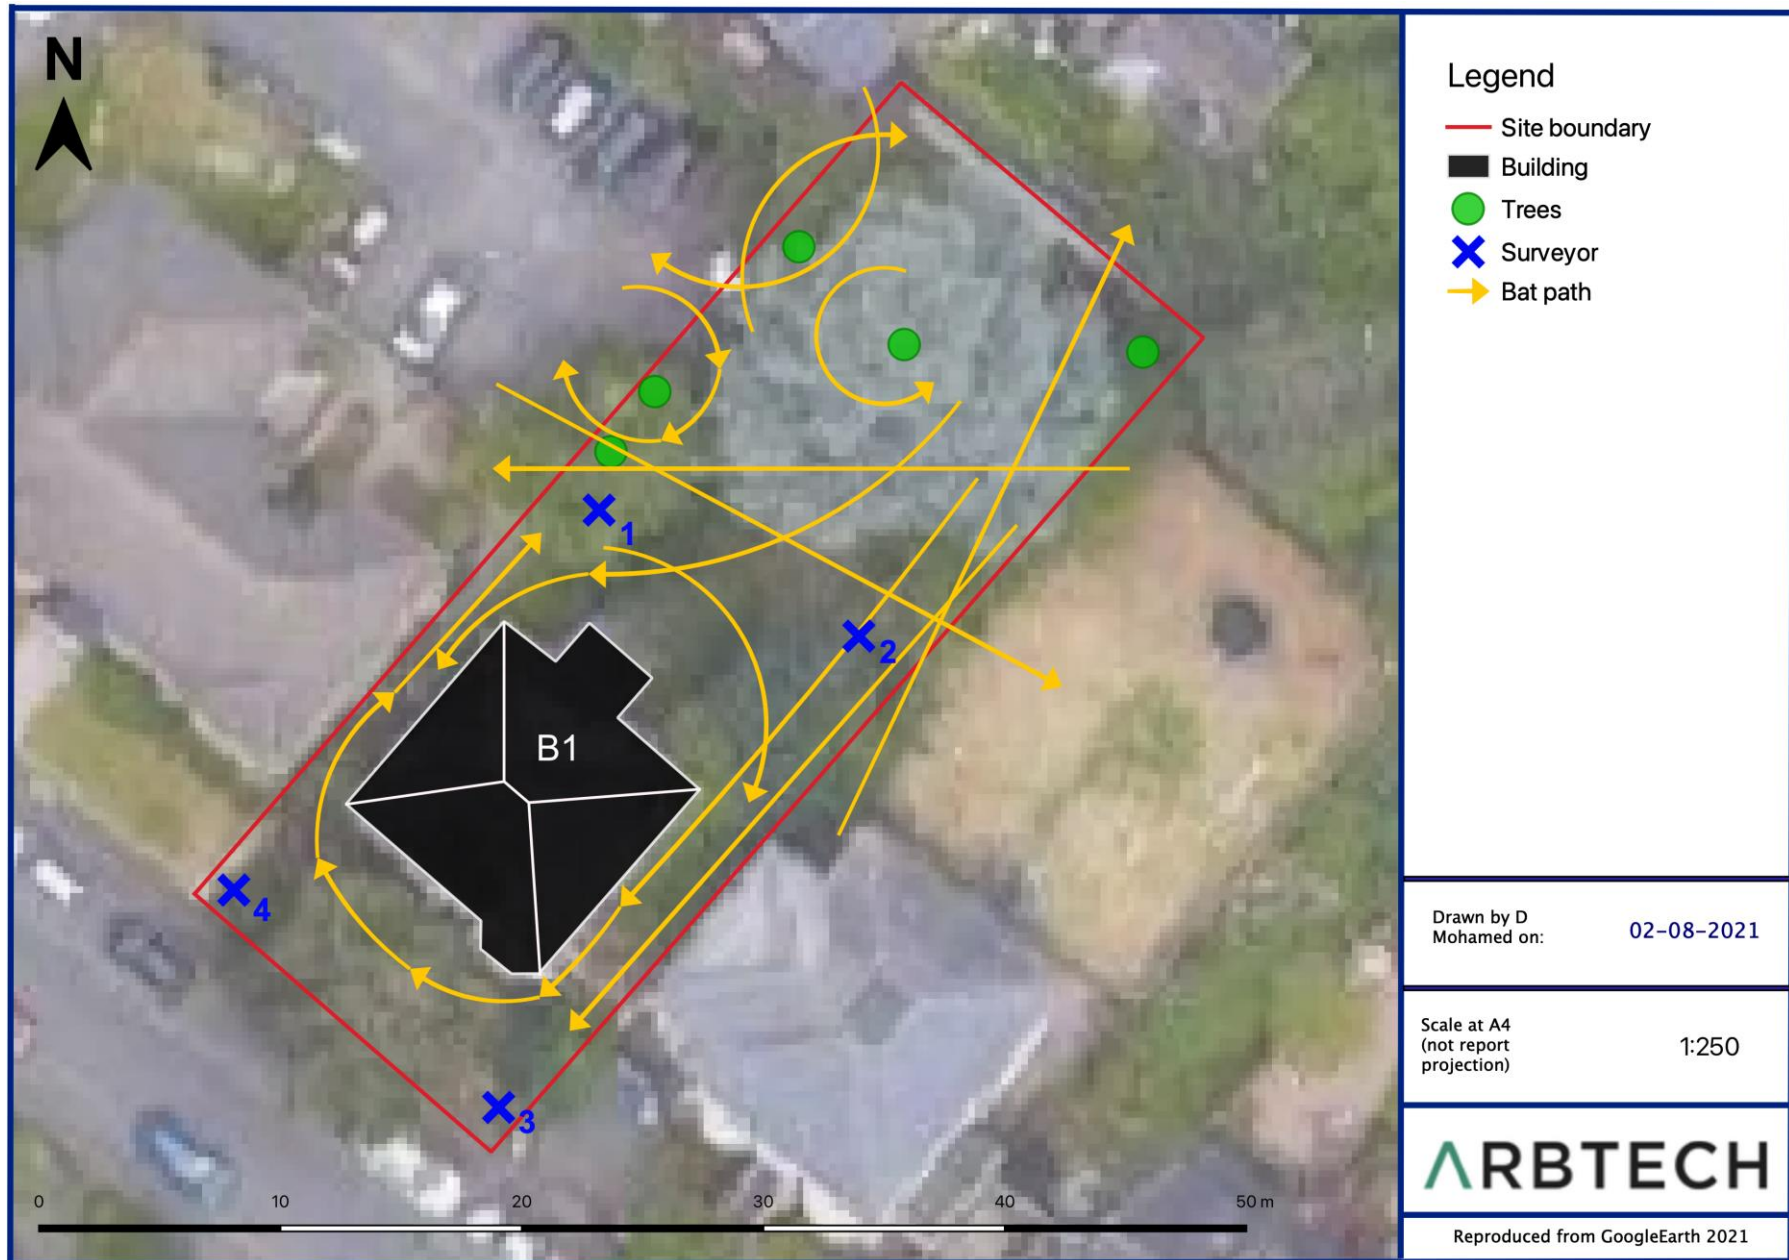 N
Legend
Site boundary
Building
Trees
Surveyor
Bat path
1
2
B1
4
3
0 10 20 30 40 50 m
Drawn by D
Mohamed on:
02-08-2021
Scale at A4
(not report
projection)
1:250
ARBTECH
Reproduced from GoogleEarth 2021